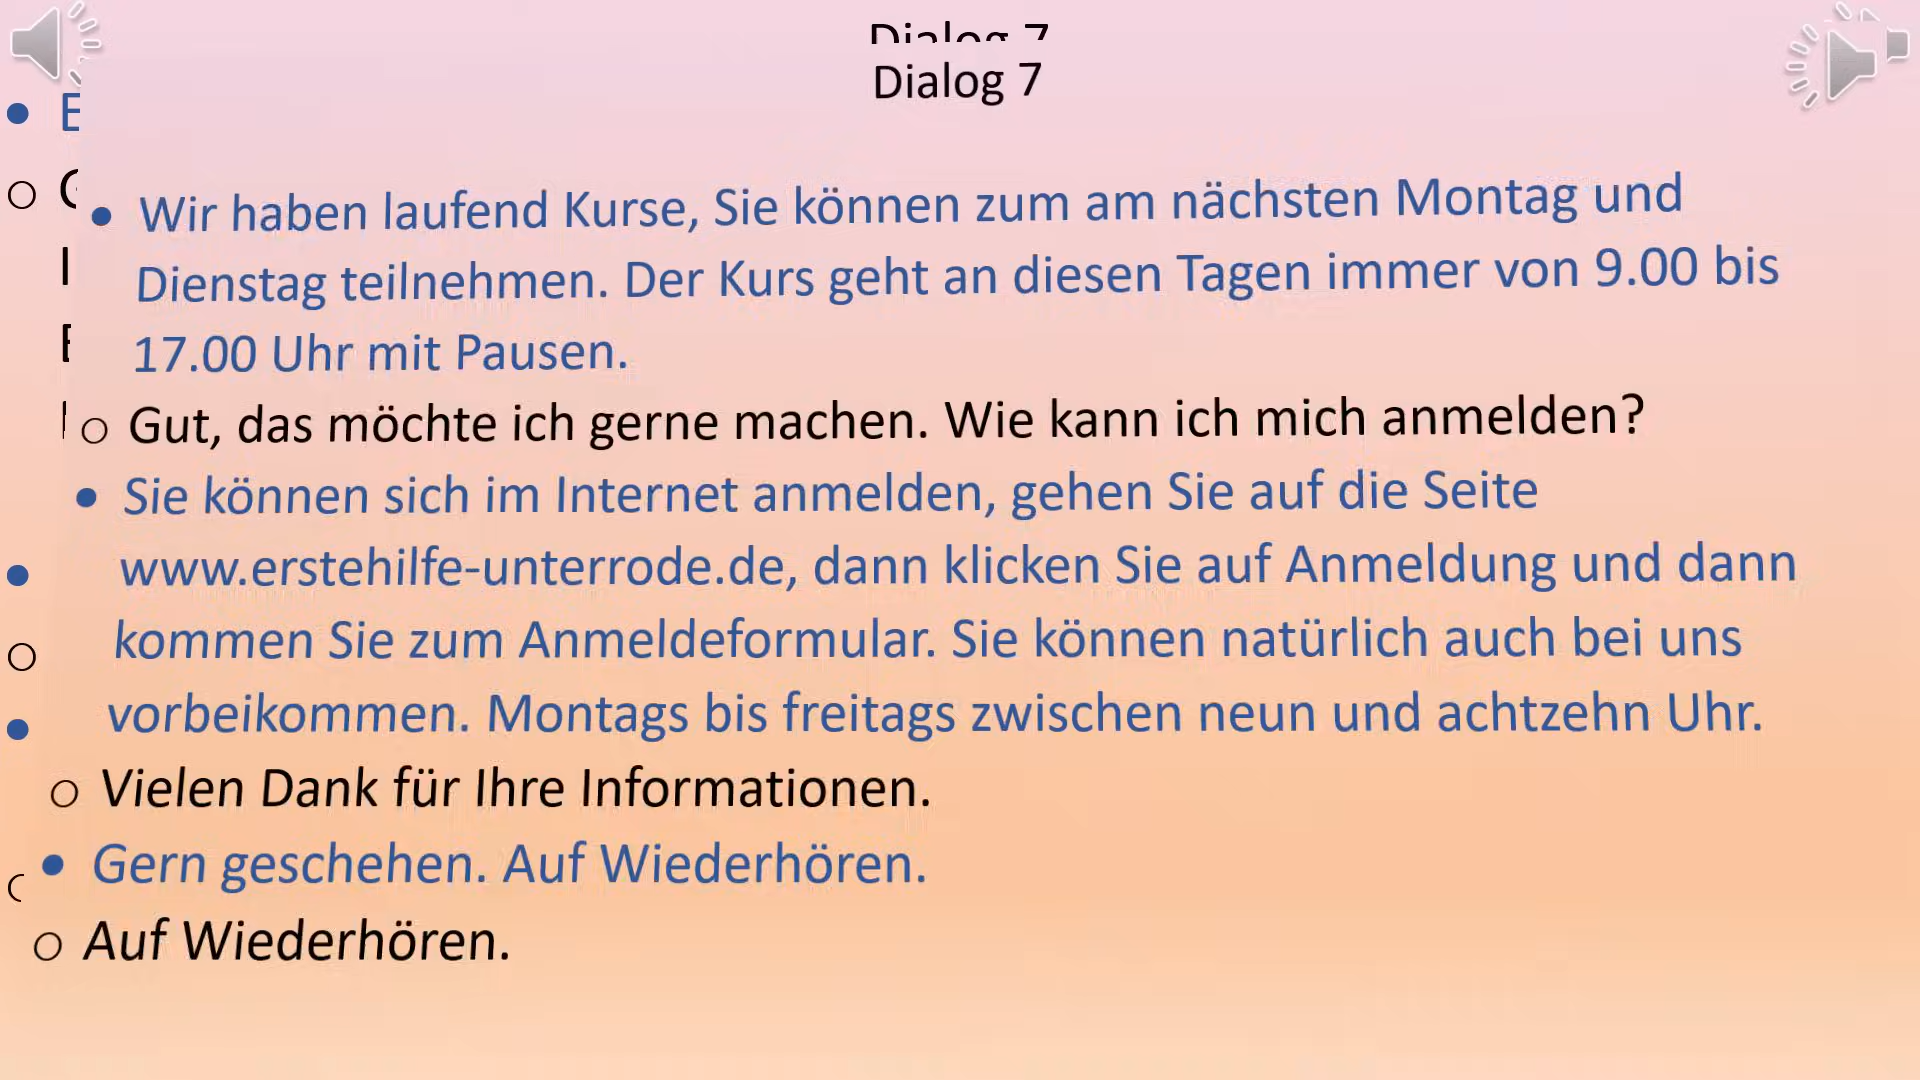 Dialog 7
Dialog 7
Wir haben laufend Kurse, Sie können zum am nächsten Montag und
Dienstag teilnehmen. Der Kurs geht an diesen Tagen immer von 9.00 bis
17.00 Uhr mit Pausen.
Gut, das möchte ich gerne machen. Wie kann ich mich anmelden?
Sie können sich im Internet anmelden, gehen Sie auf die Seite
www.erstehilfe-unterrode.de, dann klicken Sie auf Anmeldung und dann
kommen Sie zum Anmeldeformular. Sie können natürlich auch bei uns
vorbeikommen. Montags bis freitags zwischen neun und achtzehn Uhr.
Vielen Dank für Ihre Informationen.
Gern geschehen. Auf Wiederhören.
Auf Wiederhören.